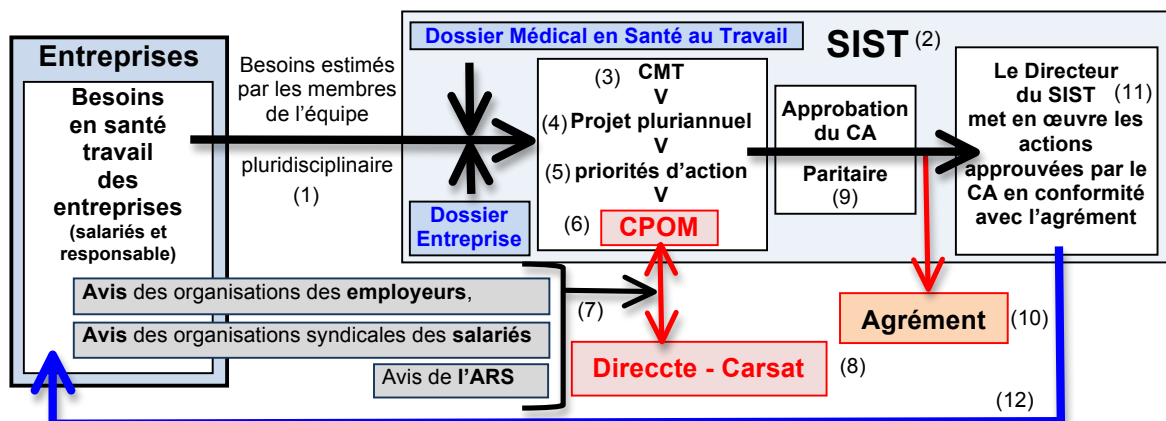 Entreprises
Besoins
en santé
travail
des
entreprises
(salariés et
responsable)
Besoins estimés
par les membres
de l’équipe
pluridisciplinaire
(1)
Dossier Médical en Santé au Travail
SIST (2)
Dossier
Entreprise
(3) CMT
V
(4) Projet pluriannuel
V
(5) priorités d’action
V
(6) CPOM
Approbation
du CA
Paritaire
(9)
Le Directeur
du SIST (11)
met en œuvre les
actions
approuvées par le
CA en conformité
avec l’agrément
Avis des organisations des employeurs,
Avis des organisations syndicales des salariés
Avis de l’ARS
(7)
Direccte - Carsat (8)
Agrément (10)
(12)